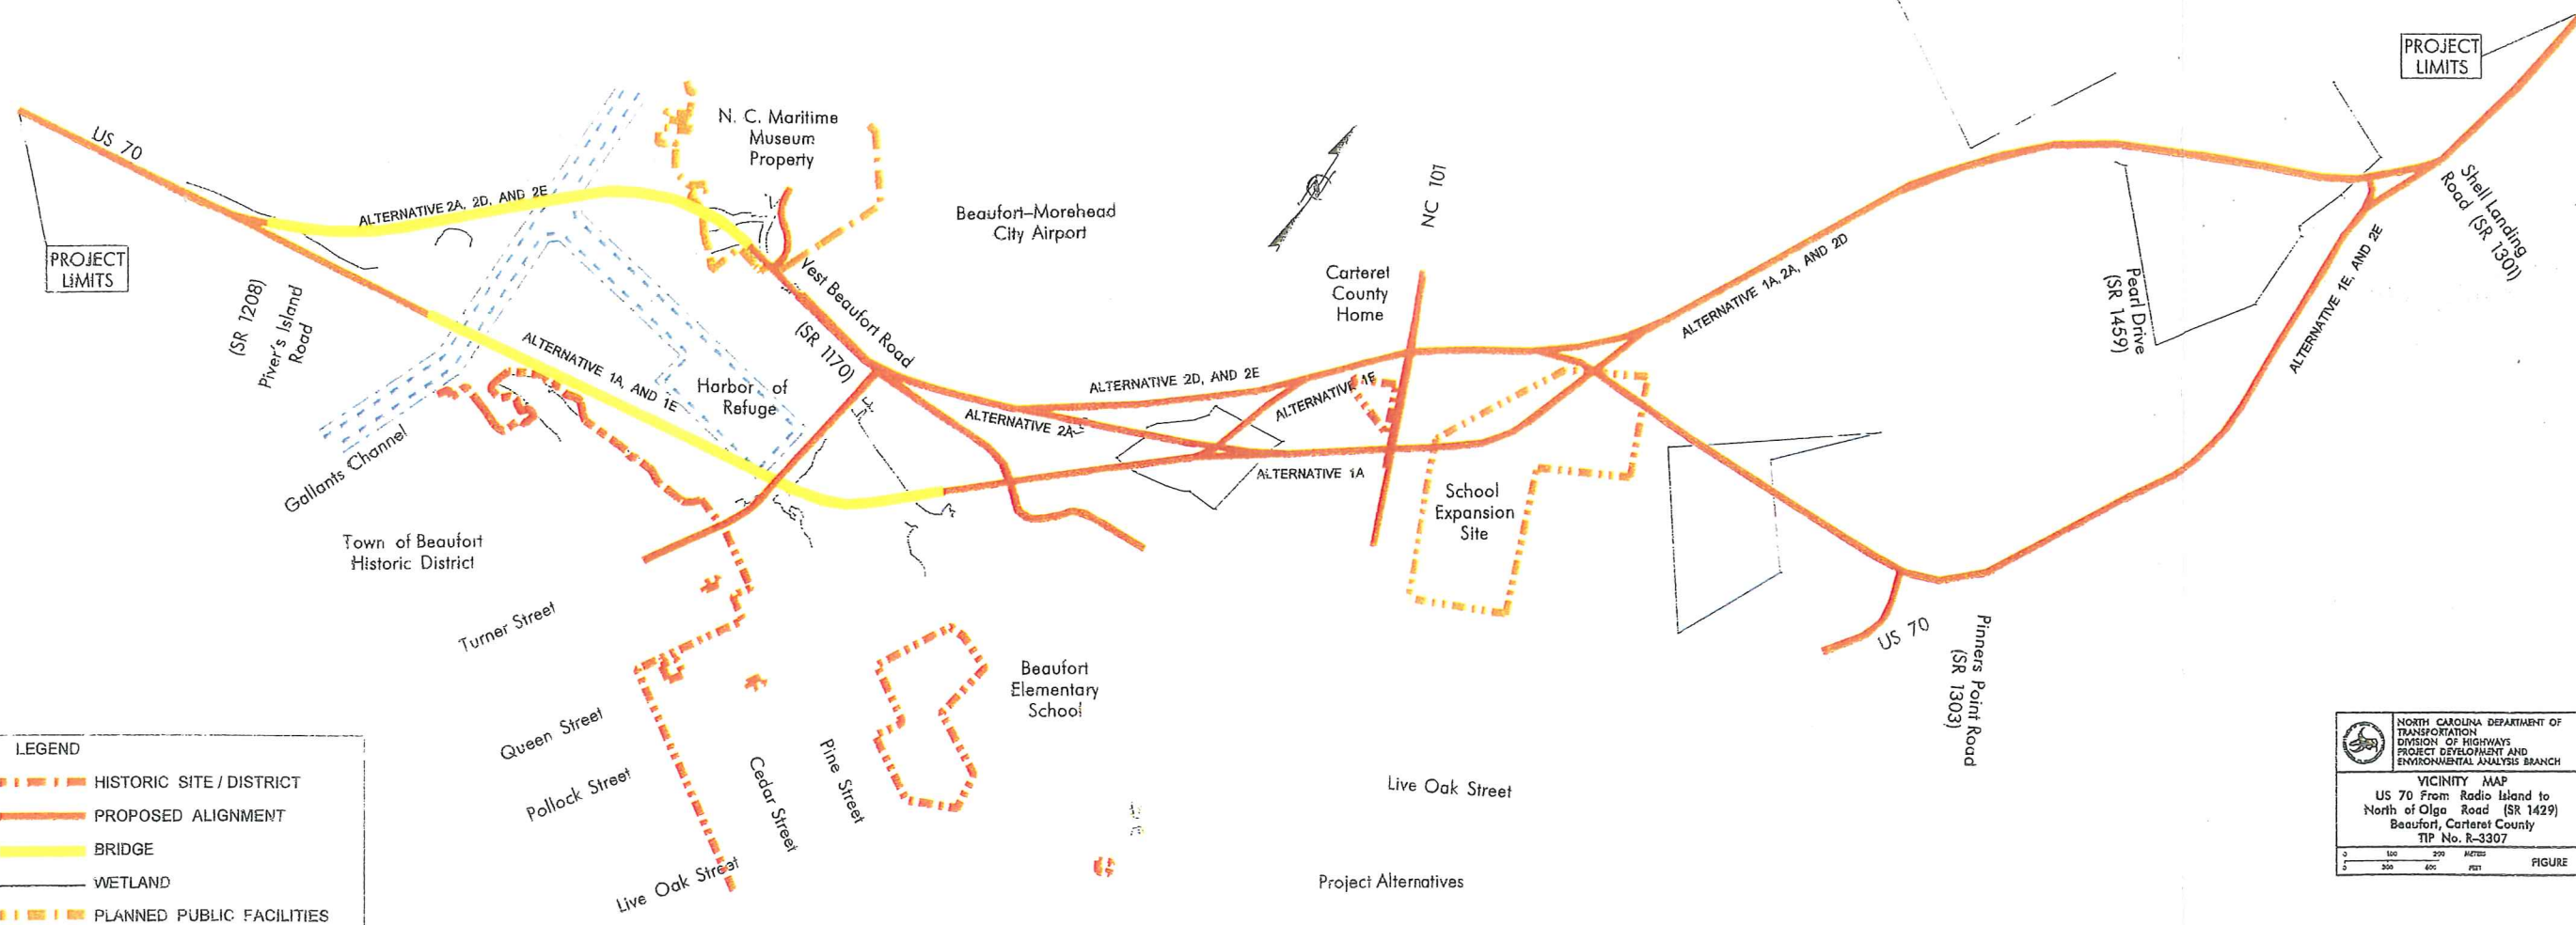 PROJECT
LIMITS
US 70
N. C. Maritime
Museum
Property
ALTERNATIVE 2A, 2D, AND 2E
PROJECT
LIMITS
Beaufort–Morehead
City Airport
NC 101
Carteret
County
Home
ALTERNATIVE 1A, 2A, AND 2D
Shell Landing
Road (SR 1301)
Pearl Drive
(SR 1459)
ALTERNATIVE 1E, AND 2E
(SR 1208)
Piver's Island
Road
West Beaufort Road
(SR 1170)
ALTERNATIVE 1A, AND 1E
Harbor of
Refuge
ALTERNATIVE 2D, AND 2E
ALTERNATIVE 1E
ALTERNATIVE 2A
ALTERNATIVE 1A
Gallants Channel
School
Expansion
Site
Town of Beaufort
Historic District
Turner Street
US 70
Pinners Point Road
(SR 1303)
Beaufort
Elementary
School
Queen Street
Pollock Street
Cedar Street
Pine Street
Live Oak Street
Live Oak Street
Project Alternatives
LEGEND
HISTORIC SITE / DISTRICT
PROPOSED ALIGNMENT
BRIDGE
WETLAND
PLANNED PUBLIC FACILITIES
NORTH CAROLINA DEPARTMENT OF
TRANSPORTATION
DIVISION OF HIGHWAYS
PROJECT DEVELOPMENT AND
ENVIRONMENTAL ANALYSIS BRANCH
VICINITY MAP
US 70 From Radio Island to
North of Olga Road (SR 1429)
Beaufort, Carteret County
TIP No. R–3307
0 100 200 METERS
0 300 600 FEET
FIGURE